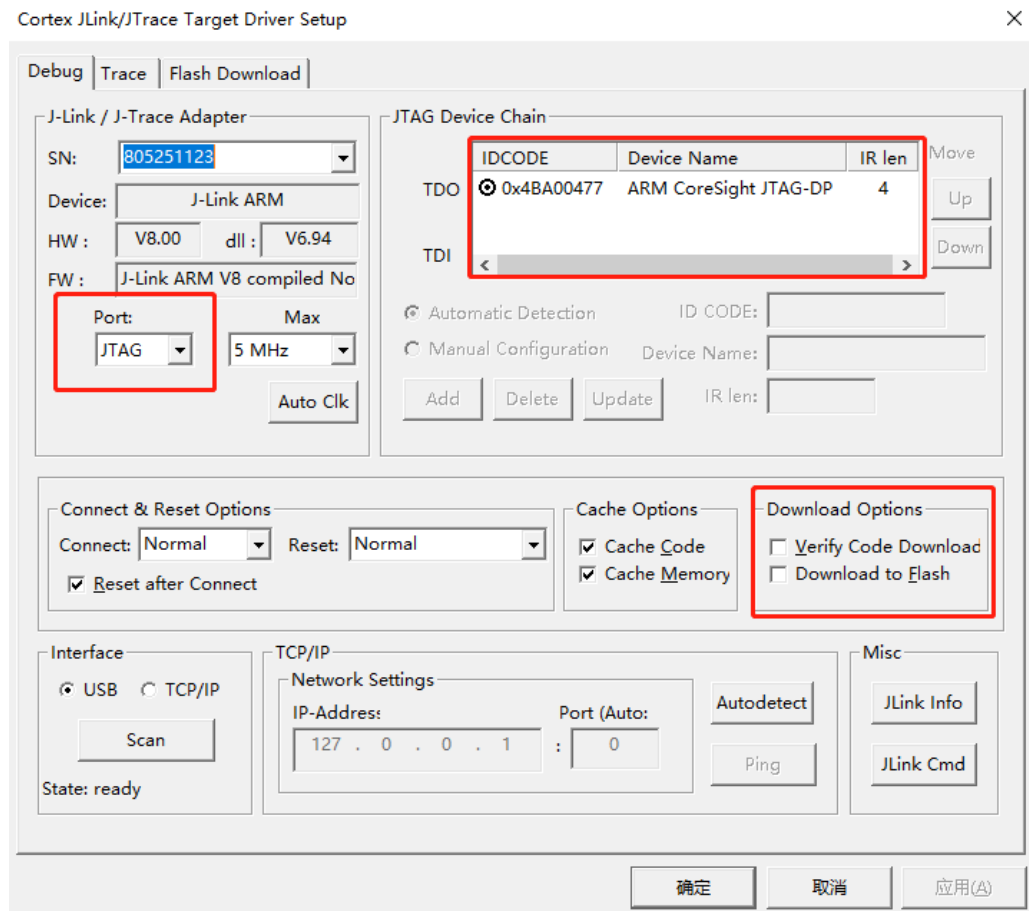 Cortex JLink/JTrace Target Driver Setup
Debug Trace Flash Download
J-Link / J-Trace Adapter
SN: 805251123
Device: J-Link ARM
HW : V8.00 dll : V6.94
FW : J-Link ARM V8 compiled No
Port: Max
JTAG 5 MHz
Auto Clk
JTAG Device Chain
IDCODE Device Name IR len Move
TDO 0x4BA00477 ARM CoreSight JTAG-DP 4 Up
TDI Down
Automatic Detection ID CODE:
Manual Configuration Device Name:
Add Delete Update IR len:
Connect & Reset Options
Connect: Normal Reset: Normal
Reset after Connect
Cache Options
Cache Code
Cache Memory
Download Options
Verify Code Download
Download to Flash
Interface
USB TCP/IP
Scan
State: ready
TCP/IP
Network Settings
IP-Address Port (Auto:
127 . 0 . 0 . 1 : 0
Autodetect
Ping
Misc
JLink Info
JLink Cmd
确定 取消 应用(A)